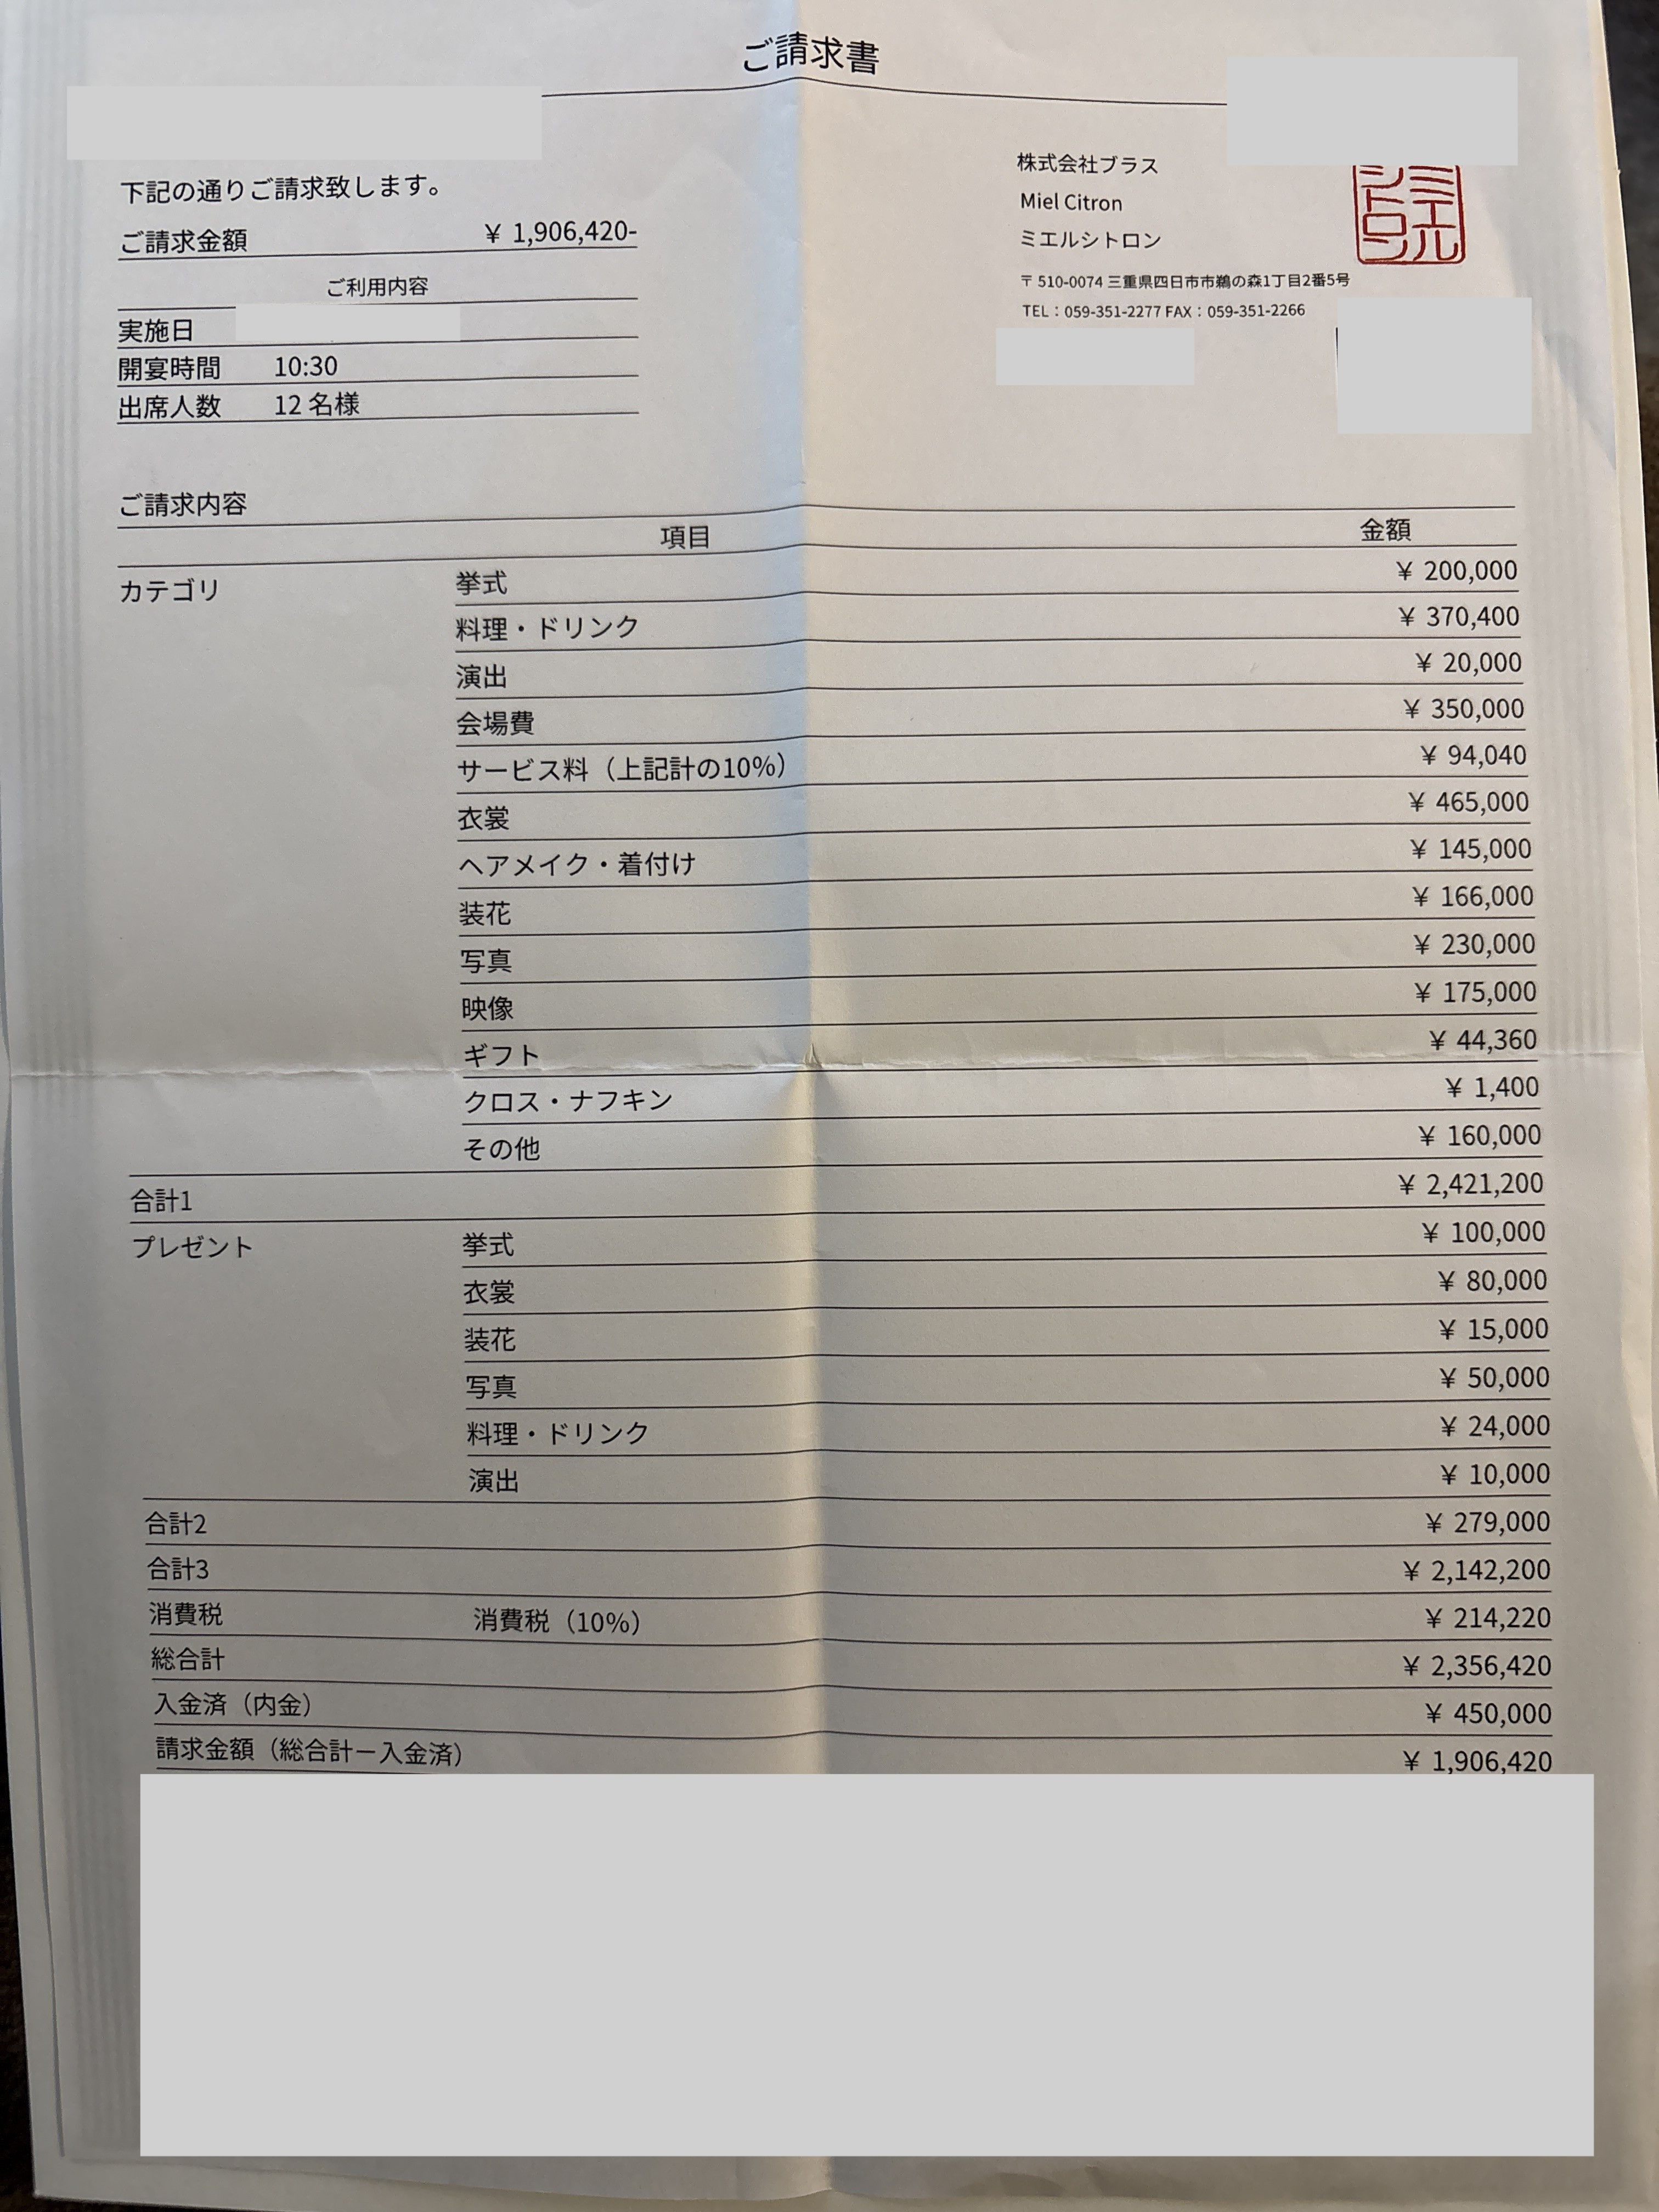 ご請求書
下記の通りご請求致します。
ご請求金額 ¥ 1,906,420-
ご利用内容
実施日
開宴時間 10:30
出席人数 12 名様
株式会社ブラス
Miel Citron
ミエルシトロン
〒 510-0074 三重県四日市市鵜の森1丁目2番5号
TEL：059-351-2277 FAX：059-351-2266
ミエル
シトロン
ご請求内容
項目 金額
カテゴリ 挙式 ¥ 200,000
料理・ドリンク ¥ 370,400
演出 ¥ 20,000
会場費 ¥ 350,000
サービス料（上記計の10%） ¥ 94,040
衣裳 ¥ 465,000
ヘアメイク・着付け ¥ 145,000
装花 ¥ 166,000
写真 ¥ 230,000
映像 ¥ 175,000
ギフト ¥ 44,360
クロス・ナフキン ¥ 1,400
その他 ¥ 160,000
合計1 ¥ 2,421,200
プレゼント 挙式 ¥ 100,000
衣裳 ¥ 80,000
装花 ¥ 15,000
写真 ¥ 50,000
料理・ドリンク ¥ 24,000
演出 ¥ 10,000
合計2 ¥ 279,000
合計3 ¥ 2,142,200
消費税 消費税（10%） ¥ 214,220
総合計 ¥ 2,356,420
入金済（内金） ¥ 450,000
請求金額（総合計－入金済） ¥ 1,906,420